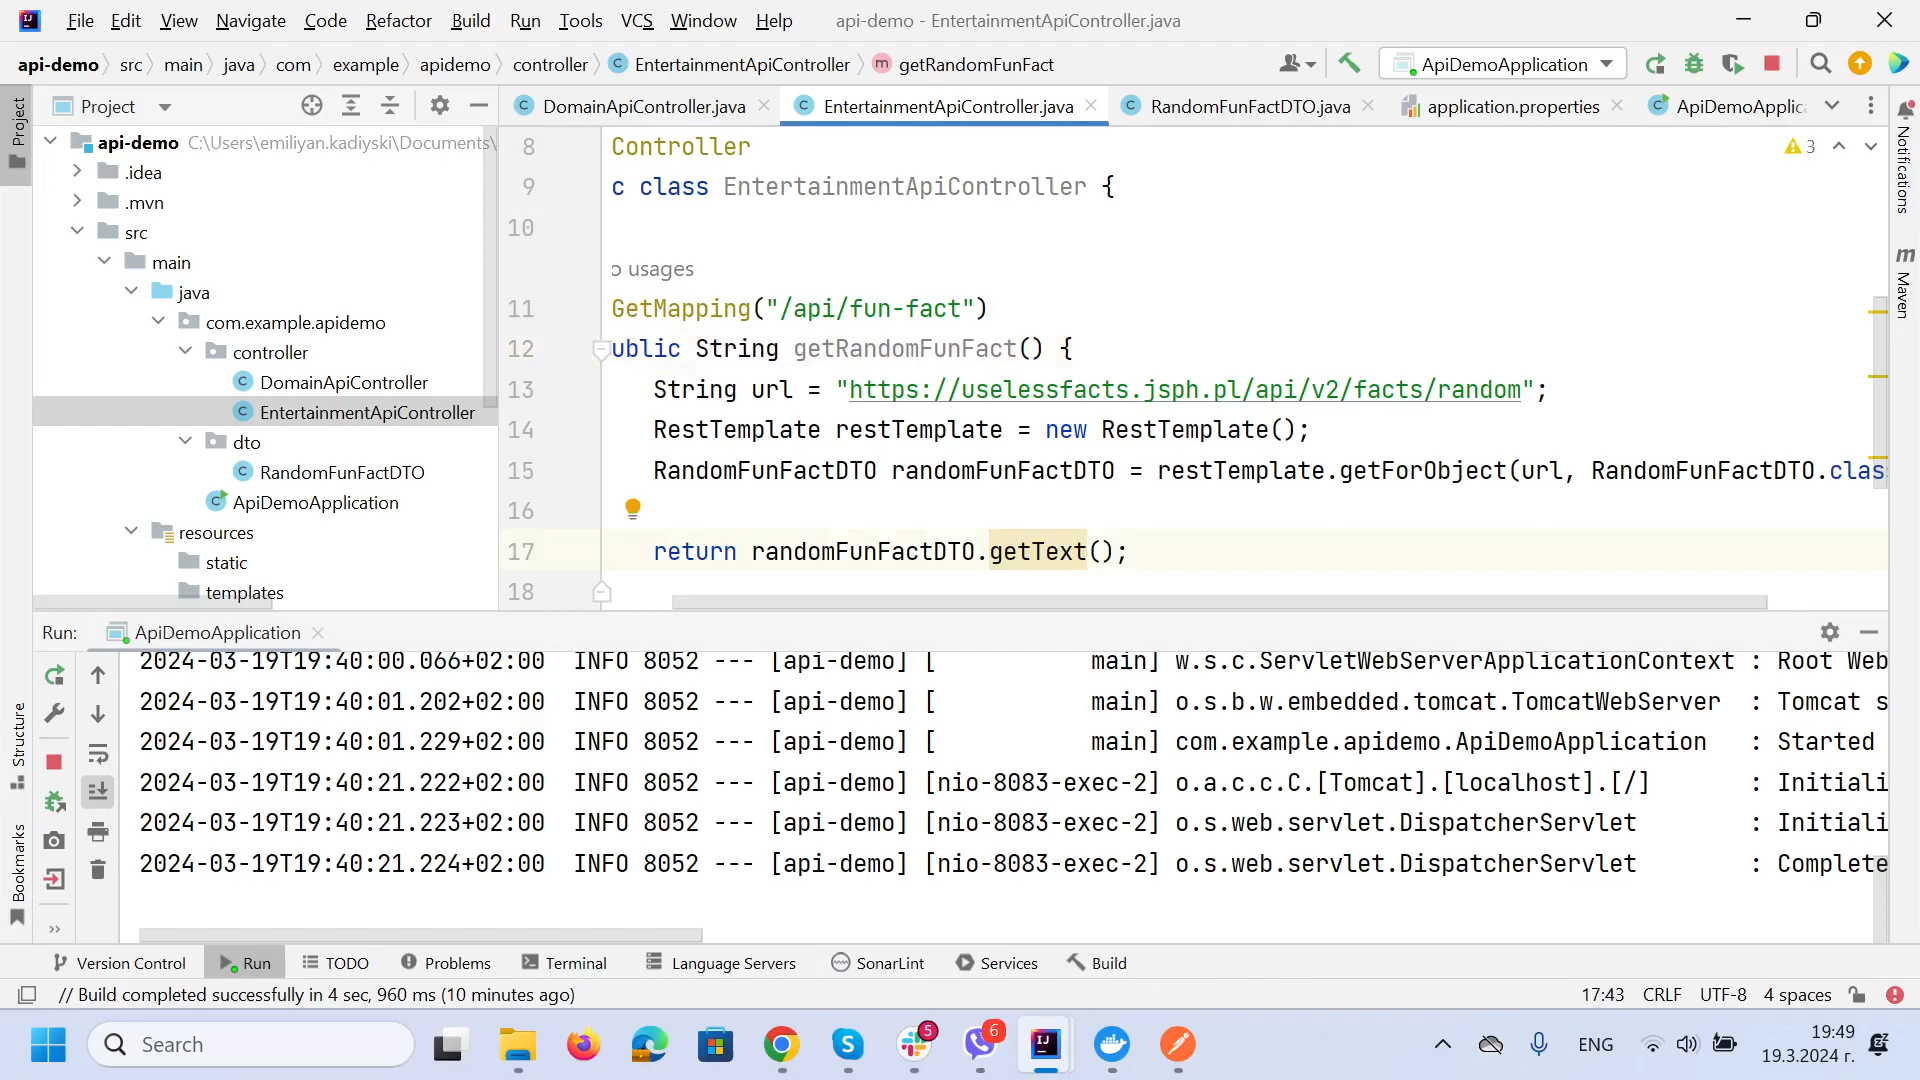 File Edit View Navigate Code Refactor Build Run Tools VCS Window Help api-demo - EntertainmentApiController.java
api-demo src main java com example apidemo controller EntertainmentApiController getRandomFunFact ApiDemoApplication
Project
Project
DomainApiController.java EntertainmentApiController.java RandomFunFactDTO.java application.properties ApiDemoApplic
api-demo C:\Users\emiliyan.kadiyski\Documents\
.idea
.mvn
src
main
java
com.example.apidemo
controller
DomainApiController
EntertainmentApiController
dto
RandomFunFactDTO
ApiDemoApplication
resources
static
templates
8 Controller
3
9 c class EntertainmentApiController {
10
o usages
11 GetMapping("/api/fun-fact")
12 ublic String getRandomFunFact() {
13 String url = "https://uselessfacts.jsph.pl/api/v2/facts/random";
14 RestTemplate restTemplate = new RestTemplate();
15 RandomFunFactDTO randomFunFactDTO = restTemplate.getForObject(url, RandomFunFactDTO.clas
16
17 return randomFunFactDTO.getText();
18
Notifications
m Maven
Run: ApiDemoApplication
2024-03-19T19:40:00.066+02:00 INFO 8052 --- [api-demo] [ main] w.s.c.ServletWebServerApplicationContext : Root Web
2024-03-19T19:40:01.202+02:00 INFO 8052 --- [api-demo] [ main] o.s.b.w.embedded.tomcat.TomcatWebServer : Tomcat s
2024-03-19T19:40:01.229+02:00 INFO 8052 --- [api-demo] [ main] com.example.apidemo.ApiDemoApplication : Started
2024-03-19T19:40:21.222+02:00 INFO 8052 --- [api-demo] [nio-8083-exec-2] o.a.c.c.C.[Tomcat].[localhost].[/] : Initiali
2024-03-19T19:40:21.223+02:00 INFO 8052 --- [api-demo] [nio-8083-exec-2] o.s.web.servlet.DispatcherServlet : Initiali
2024-03-19T19:40:21.224+02:00 INFO 8052 --- [api-demo] [nio-8083-exec-2] o.s.web.servlet.DispatcherServlet : Complete
Structure
Bookmarks
Version Control Run TODO Problems Terminal Language Servers SonarLint Services Build
// Build completed successfully in 4 sec, 960 ms (10 minutes ago) 17:43 CRLF UTF-8 4 spaces
Search 5 6 ENG 19:49
19.3.2024 г.